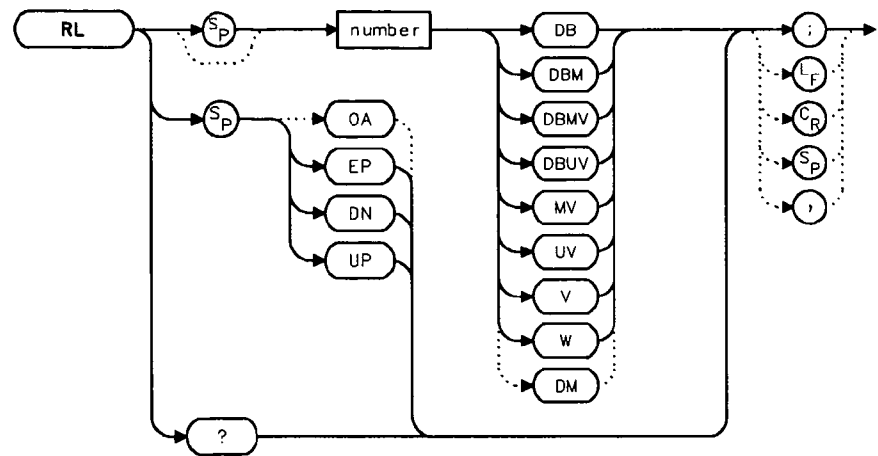 RL SP number DB ;
DBM LF
SP OA DBMV CR
EP DBUV SP
DN MV ,
UP UV
V
W
DM
?